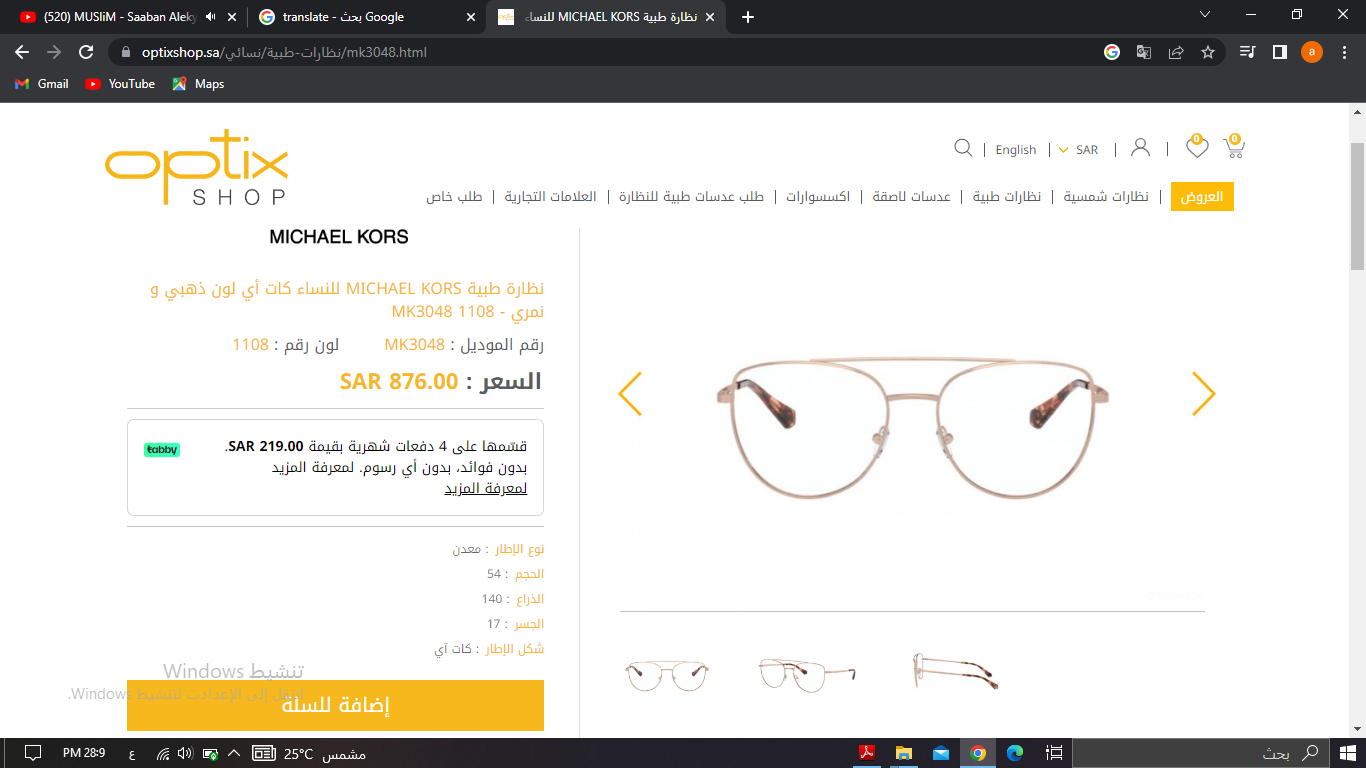 (520) MUSliM - Saaban Aleky
translate - بحث Google
نظارة طبية MICHAEL KORS للنساء
optixshop.sa/نظارات-طبية/نسائي/mk3048.html
a
Gmail
YouTube
Maps
optix
SHOP
English
SAR
0
0
العروض
نظارات شمسية
نظارات طبية
عدسات لاصقة
اكسسوارات
طلب عدسات طبية للنظارة
العلامات التجارية
طلب خاص
MICHAEL KORS
نظارة طبية MICHAEL KORS للنساء كات أي لون ذهبي و
نمري - MK3048 1108
رقم الموديل : MK3048
لون رقم : 1108
السعر : SAR 876.00
قسّمها على 4 دفعات شهرية بقيمة SAR 219.00.
بدون فوائد، بدون أي رسوم. لمعرفة المزيد
لمعرفة المزيد
tabby
نوع الإطار : معدن
الحجم : 54
الذراع : 140
الجسر : 17
شكل الإطار : كات آي
تنشيط Windows
انتقل إلى الإعدادت لتنشيط Windows.
إضافة للسلة
PM 28:9
ع
25°C
مشمس
بحث